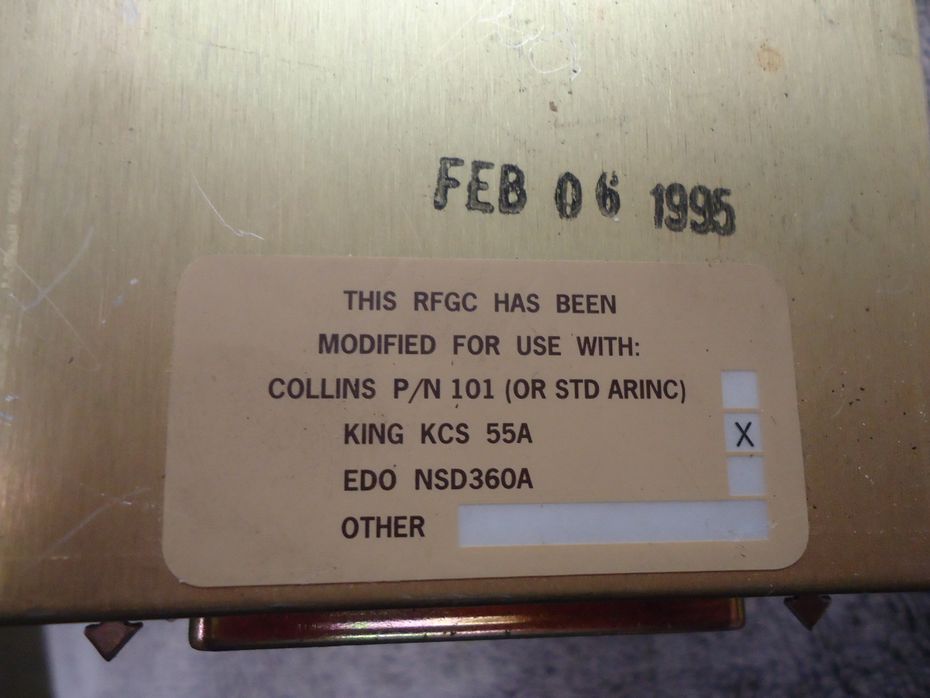 FEB 06 1995
THIS RFGC HAS BEEN
MODIFIED FOR USE WITH:
COLLINS P/N 101 (OR STD ARINC)
KING KCS 55A X
EDO NSD360A
OTHER